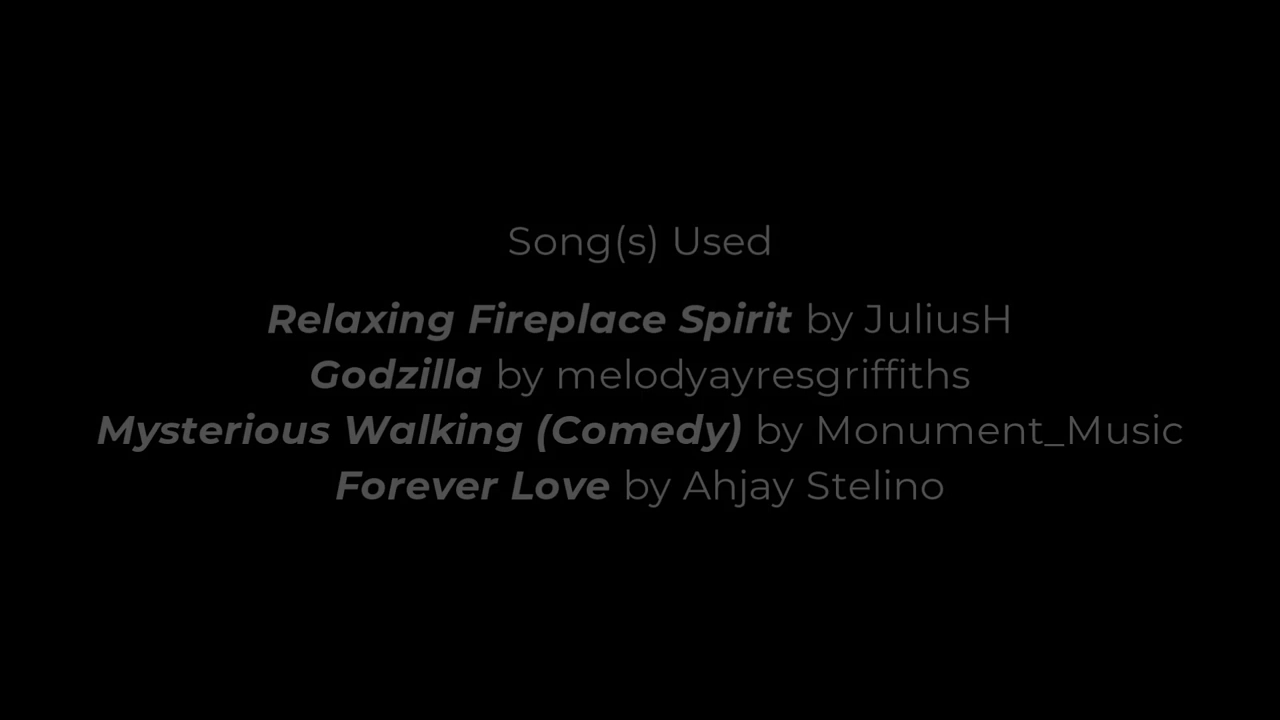 Song(s) Used
Relaxing Fireplace Spirit by JuliusH
Godzilla by melodyayresgriffiths
Mysterious Walking (Comedy) by Monument_Music
Forever Love by Ahjay Stelino